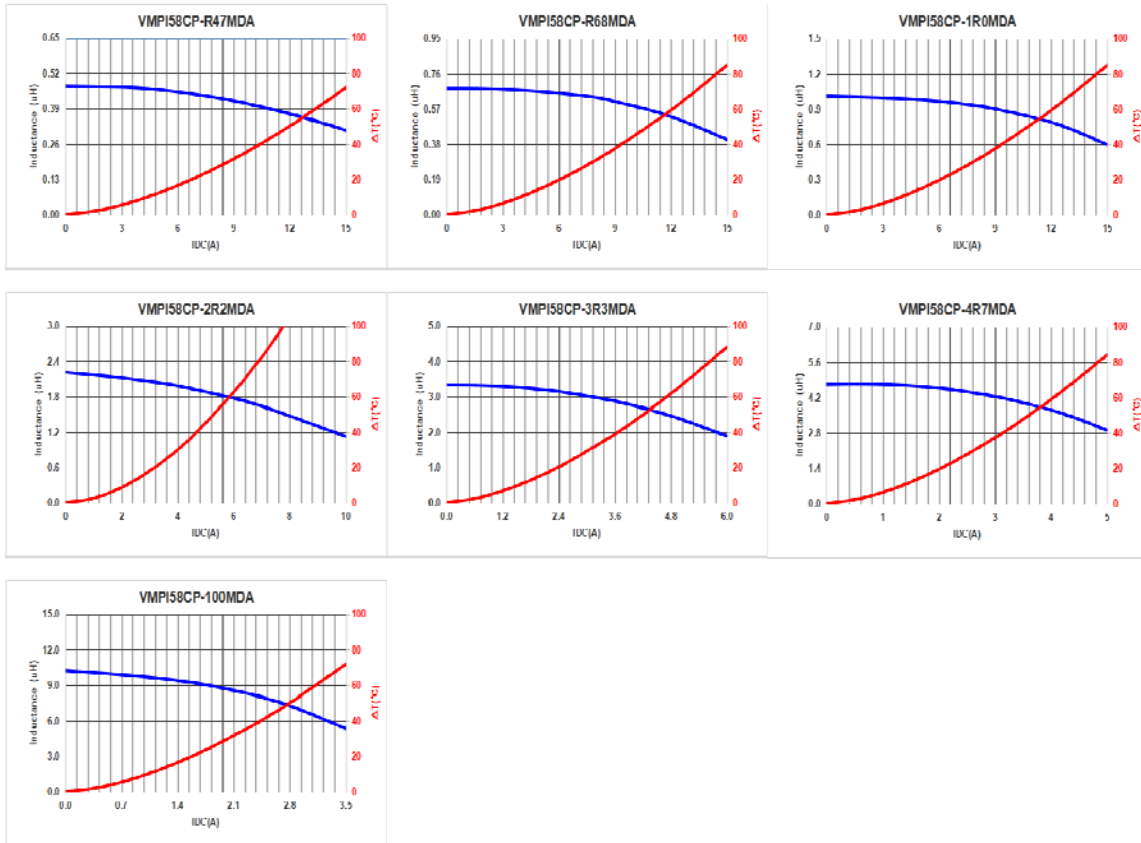 VMPI58CP-R47MDA
0.65
0.52
0.39
0.26
0.13
0.00
Inductance (uH)
100
80
60
40
20
0
ΔT(℃)
0 3 6 9 12 15
IDC(A)
VMPI58CP-R68MDA
0.95
0.76
0.57
0.38
0.19
0.00
Inductance (uH)
100
80
60
40
20
0
ΔT(℃)
0 3 6 9 12 15
IDC(A)
VMPI58CP-1R0MDA
1.5
1.2
0.9
0.6
0.3
0.0
Inductance (uH)
100
80
60
40
20
0
ΔT(℃)
0 3 6 9 12 15
IDC(A)
VMPI58CP-2R2MDA
3.0
2.4
1.8
1.2
0.6
0.0
Inductance (uH)
100
80
60
40
20
0
ΔT(℃)
0 2 4 6 8 10
IDC(A)
VMPI58CP-3R3MDA
5.0
4.0
3.0
2.0
1.0
0.0
Inductance (uH)
100
80
60
40
20
0
ΔT(℃)
0.0 1.2 2.4 3.6 4.8 6.0
IDC(A)
VMPI58CP-4R7MDA
7.0
5.6
4.2
2.8
1.4
0.0
Inductance (uH)
100
80
60
40
20
0
ΔT(℃)
0 1 2 3 4 5
IDC(A)
VMPI58CP-100MDA
15.0
12.0
9.0
6.0
3.0
0.0
Inductance (uH)
100
80
60
40
20
0
ΔT(℃)
0.0 0.7 1.4 2.1 2.8 3.5
IDC(A)